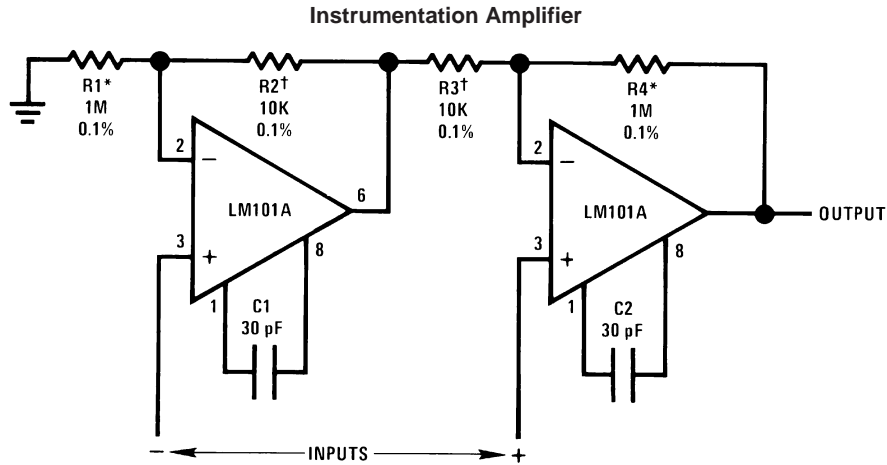 Instrumentation Amplifier
R1*
1M
0.1%
R2†
10K
0.1%
R3†
10K
0.1%
R4*
1M
0.1%
2
−
LM101A
6
3
+
8
1
C1
30 pF
2
−
LM101A
OUTPUT
3
+
8
1
C2
30 pF
− INPUTS +